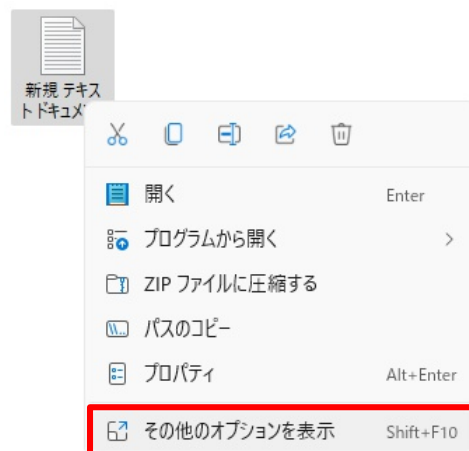 新規 テキス
トドキュメ
開く Enter
プログラムから開く
ZIP ファイルに圧縮する
パスのコピー
プロパティ Alt+Enter
その他のオプションを表示 Shift+F10